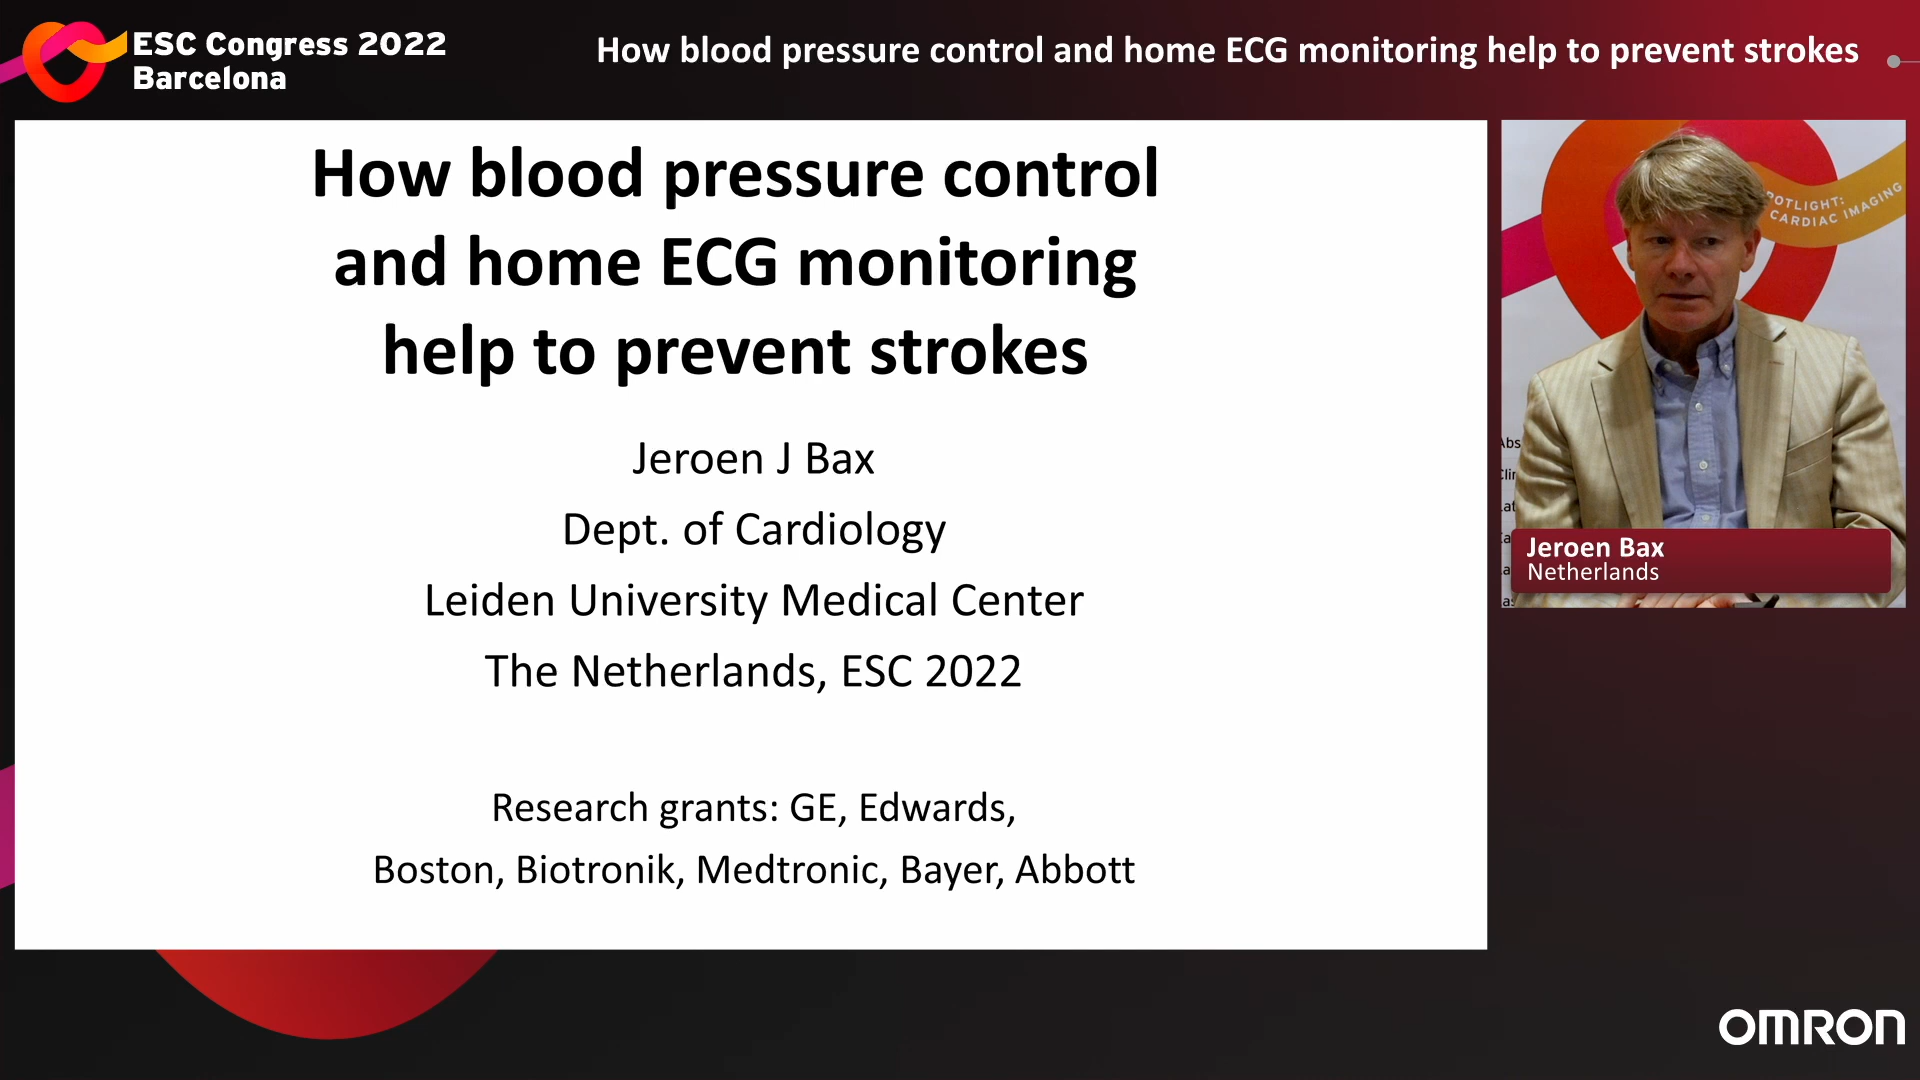 ESC Congress 2022
Barcelona
How blood pressure control and home ECG monitoring help to prevent strokes
How blood pressure control
and home ECG monitoring
help to prevent strokes
Jeroen J Bax
Dept. of Cardiology
Leiden University Medical Center
The Netherlands, ESC 2022
Research grants: GE, Edwards,
Boston, Biotronik, Medtronic, Bayer, Abbott
POTLIGHT:
CARDIAC IMAGING
Jeroen Bax
Netherlands
OMRON